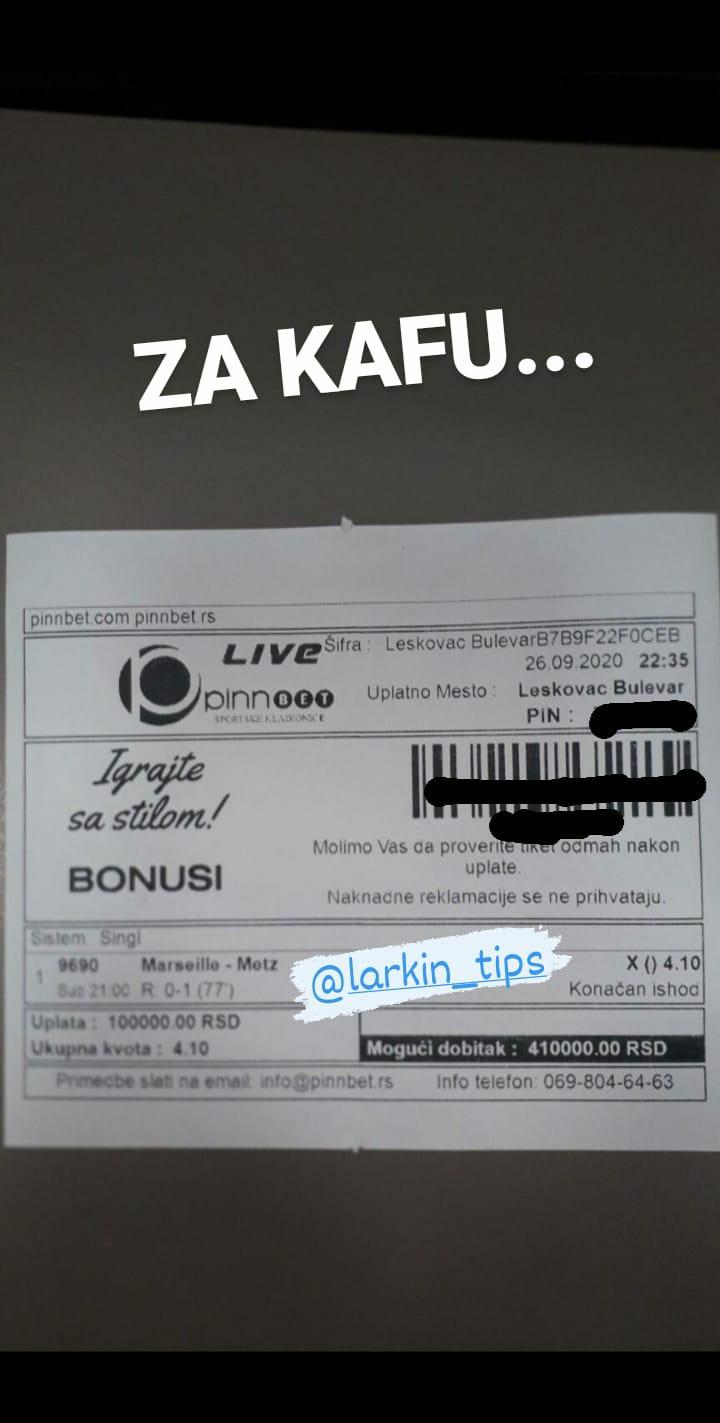 ZA KAFU...
pinnbet.com pinnbet.rs
LIVE
Šifra : Leskovac BulevarB7B9F22F0CEB
26.09.2020 22:35
pinnBET
SPORTSKE KLADIONICE
Uplatno Mesto : Leskovac Bulevar
PIN :
Igrajte
sa stilom!
BONUSI
Molimo Vas da proverite tiket odmah nakon
uplate.
Naknadne reklamacije se ne prihvataju.
Sistem: Singl
1 9690 Marseille - Metz X () 4.10
Sub 21:00 R: 0-1 (77') Konačan ishod
@larkin_tips
Uplata : 100000.00 RSD
Ukupna kvota : 4.10
Mogući dobitak : 410000.00 RSD
Primedbe slati na email: info@pinnbet.rs Info telefon: 069-804-64-63